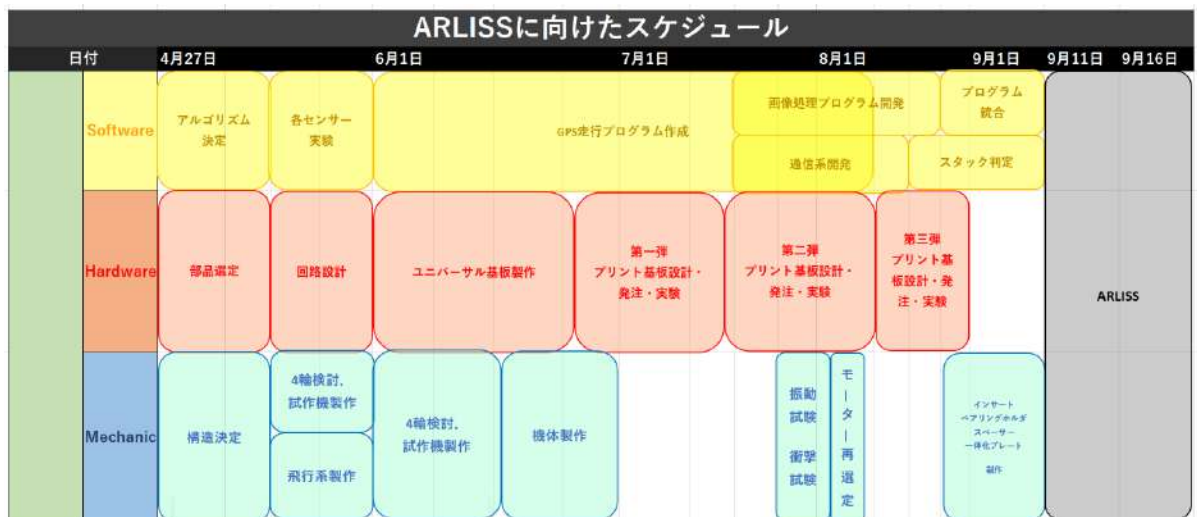 ARLISSに向けたスケジュール
日付 4月27日 6月1日 7月1日 8月1日 9月1日 9月11日 9月16日
Software
アルゴリズム
決定
各センサー
実験
GPS走行プログラム作成
画像処理プログラム開発
通信系開発
プログラム
統合
スタック判定
Hardware
部品選定
回路設計
ユニバーサル基板製作
第一弾
プリント基板設計・
発注・実験
第二弾
プリント基板設計・
発注・実験
第三弾
プリント基
板設計・発
注・実験
ARLISS
Mechanic
構造決定
4輪検討,
試作機製作
飛行系製作
4輪検討,
試作機製作
機体製作
振動
試験
衝撃
試験
モーター再選定
インサート
ベアリングホルダ
スペーサー
一体化プレート
製作